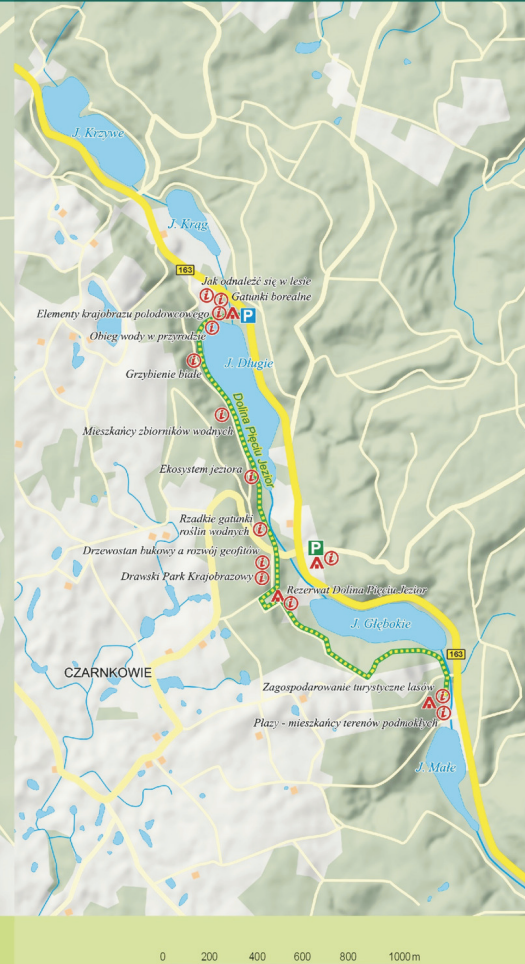 J. Krzywe
J. Krąg
163
Jak odnaleźć się w lesie
Gatunki borealne
Elementy krajobrazu polodowcowego
P
Obieg wody w przyrodzie
J. Długie
Grzybienie białe
Dolina Pięciu Jezior
Mieszkańcy zbiorników wodnych
Ekosystem jeziora
Rzadkie gatunki
roślin wodnych
Drzewostan bukowy a rozwój geofitów
P
Drawski Park Krajobrazowy
Rezerwat Dolina Pięciu Jezior
J. Głębokie
163
CZARNKOWIE
Zagospodarowanie turystyczne lasów
Płazy - mieszkańcy terenów podmokłych
J. Małe
0 200 400 600 800 1000 m